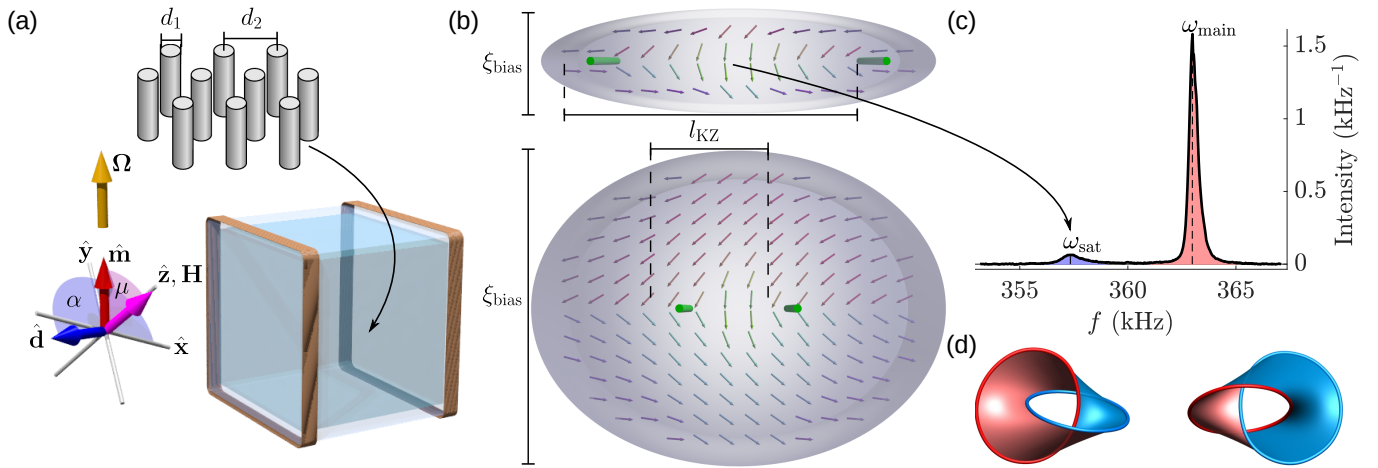 (a)
d₁
d₂
Ω
ŷ
m̂
ẑ, H
α
μ
d̂
x̂
(b)
ξbias
lKZ
ξbias
(c)
ωmain
ωsat
1.5
1
0.5
0
Intensity (kHz⁻¹)
355
360
365
f (kHz)
(d)